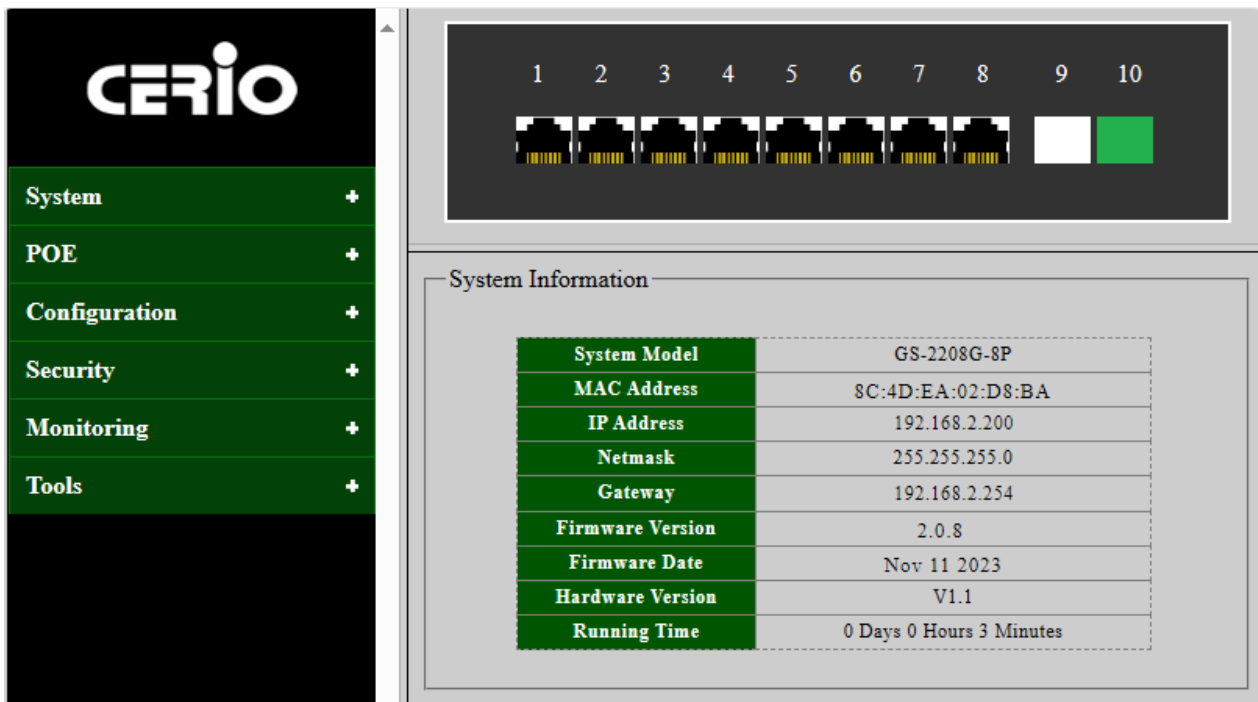 CERIO
System
POE
Configuration
Security
Monitoring
Tools
1 2 3 4 5 6 7 8 9 10
System Information
System Model GS-2208G-8P
MAC Address 8C:4D:EA:02:D8:BA
IP Address 192.168.2.200
Netmask 255.255.255.0
Gateway 192.168.2.254
Firmware Version 2.0.8
Firmware Date Nov 11 2023
Hardware Version V1.1
Running Time 0 Days 0 Hours 3 Minutes